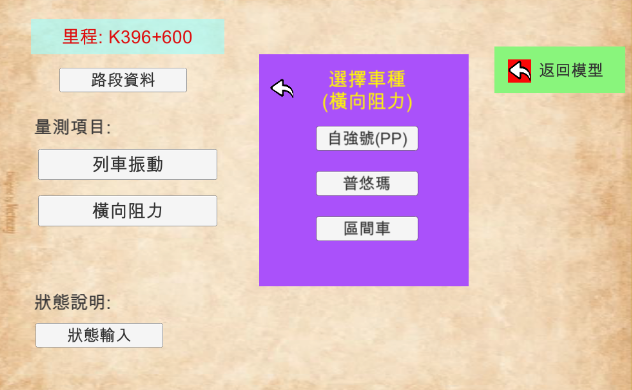 里程: K396+600
路段資料
量測項目:
列車振動
橫向阻力
狀態說明:
狀態輸入
選擇車種
(橫向阻力)
自強號(PP)
普悠瑪
區間車
返回模型